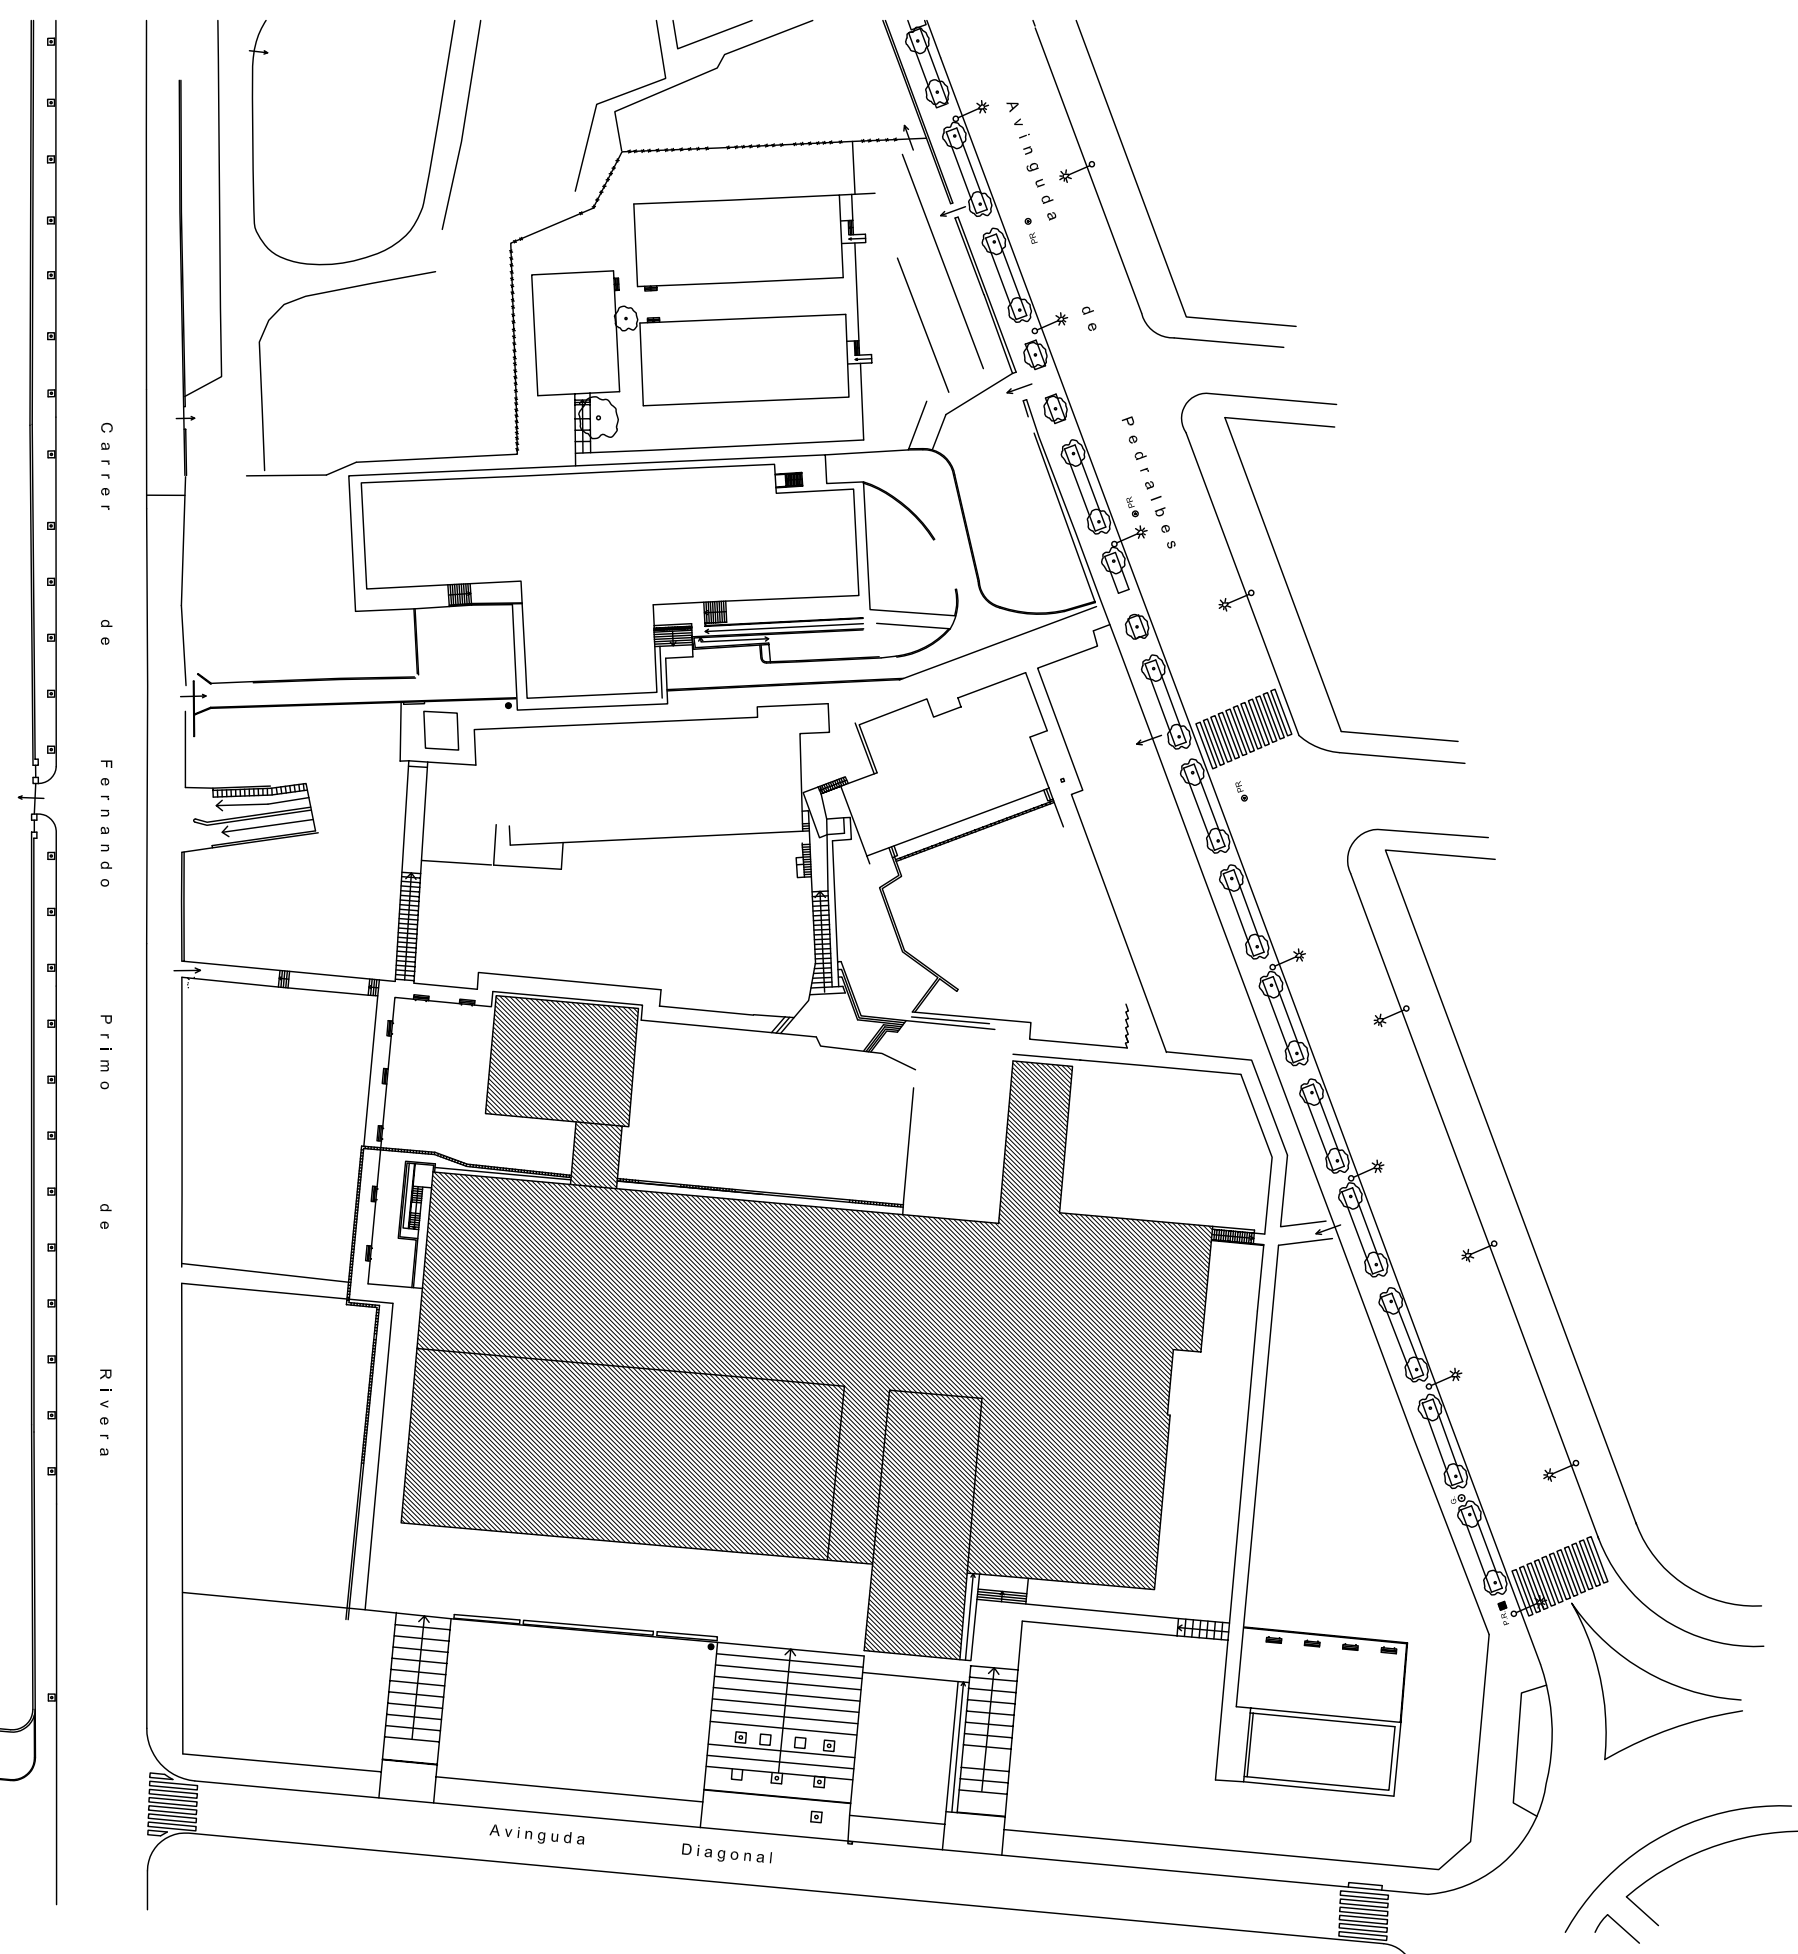 Avinguda
de
Pedralbes
PR
PR
PR
G.
PR
Carrer
de
Fernando
Primo
de
Rivera
Avinguda Diagonal